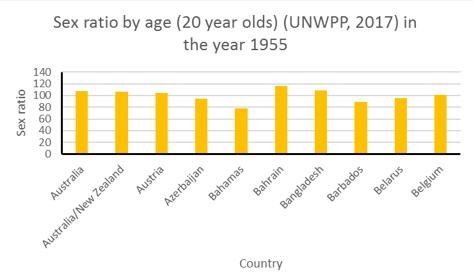 Sex ratio by age (20 year olds) (UNWPP, 2017) in
the year 1955
140
120
100
80
60
40
20
0
Sex ratio
Australia
Australia/New Zealand
Austria
Azerbaijan
Bahamas
Bahrain
Bangladesh
Barbados
Belarus
Belgium
Country